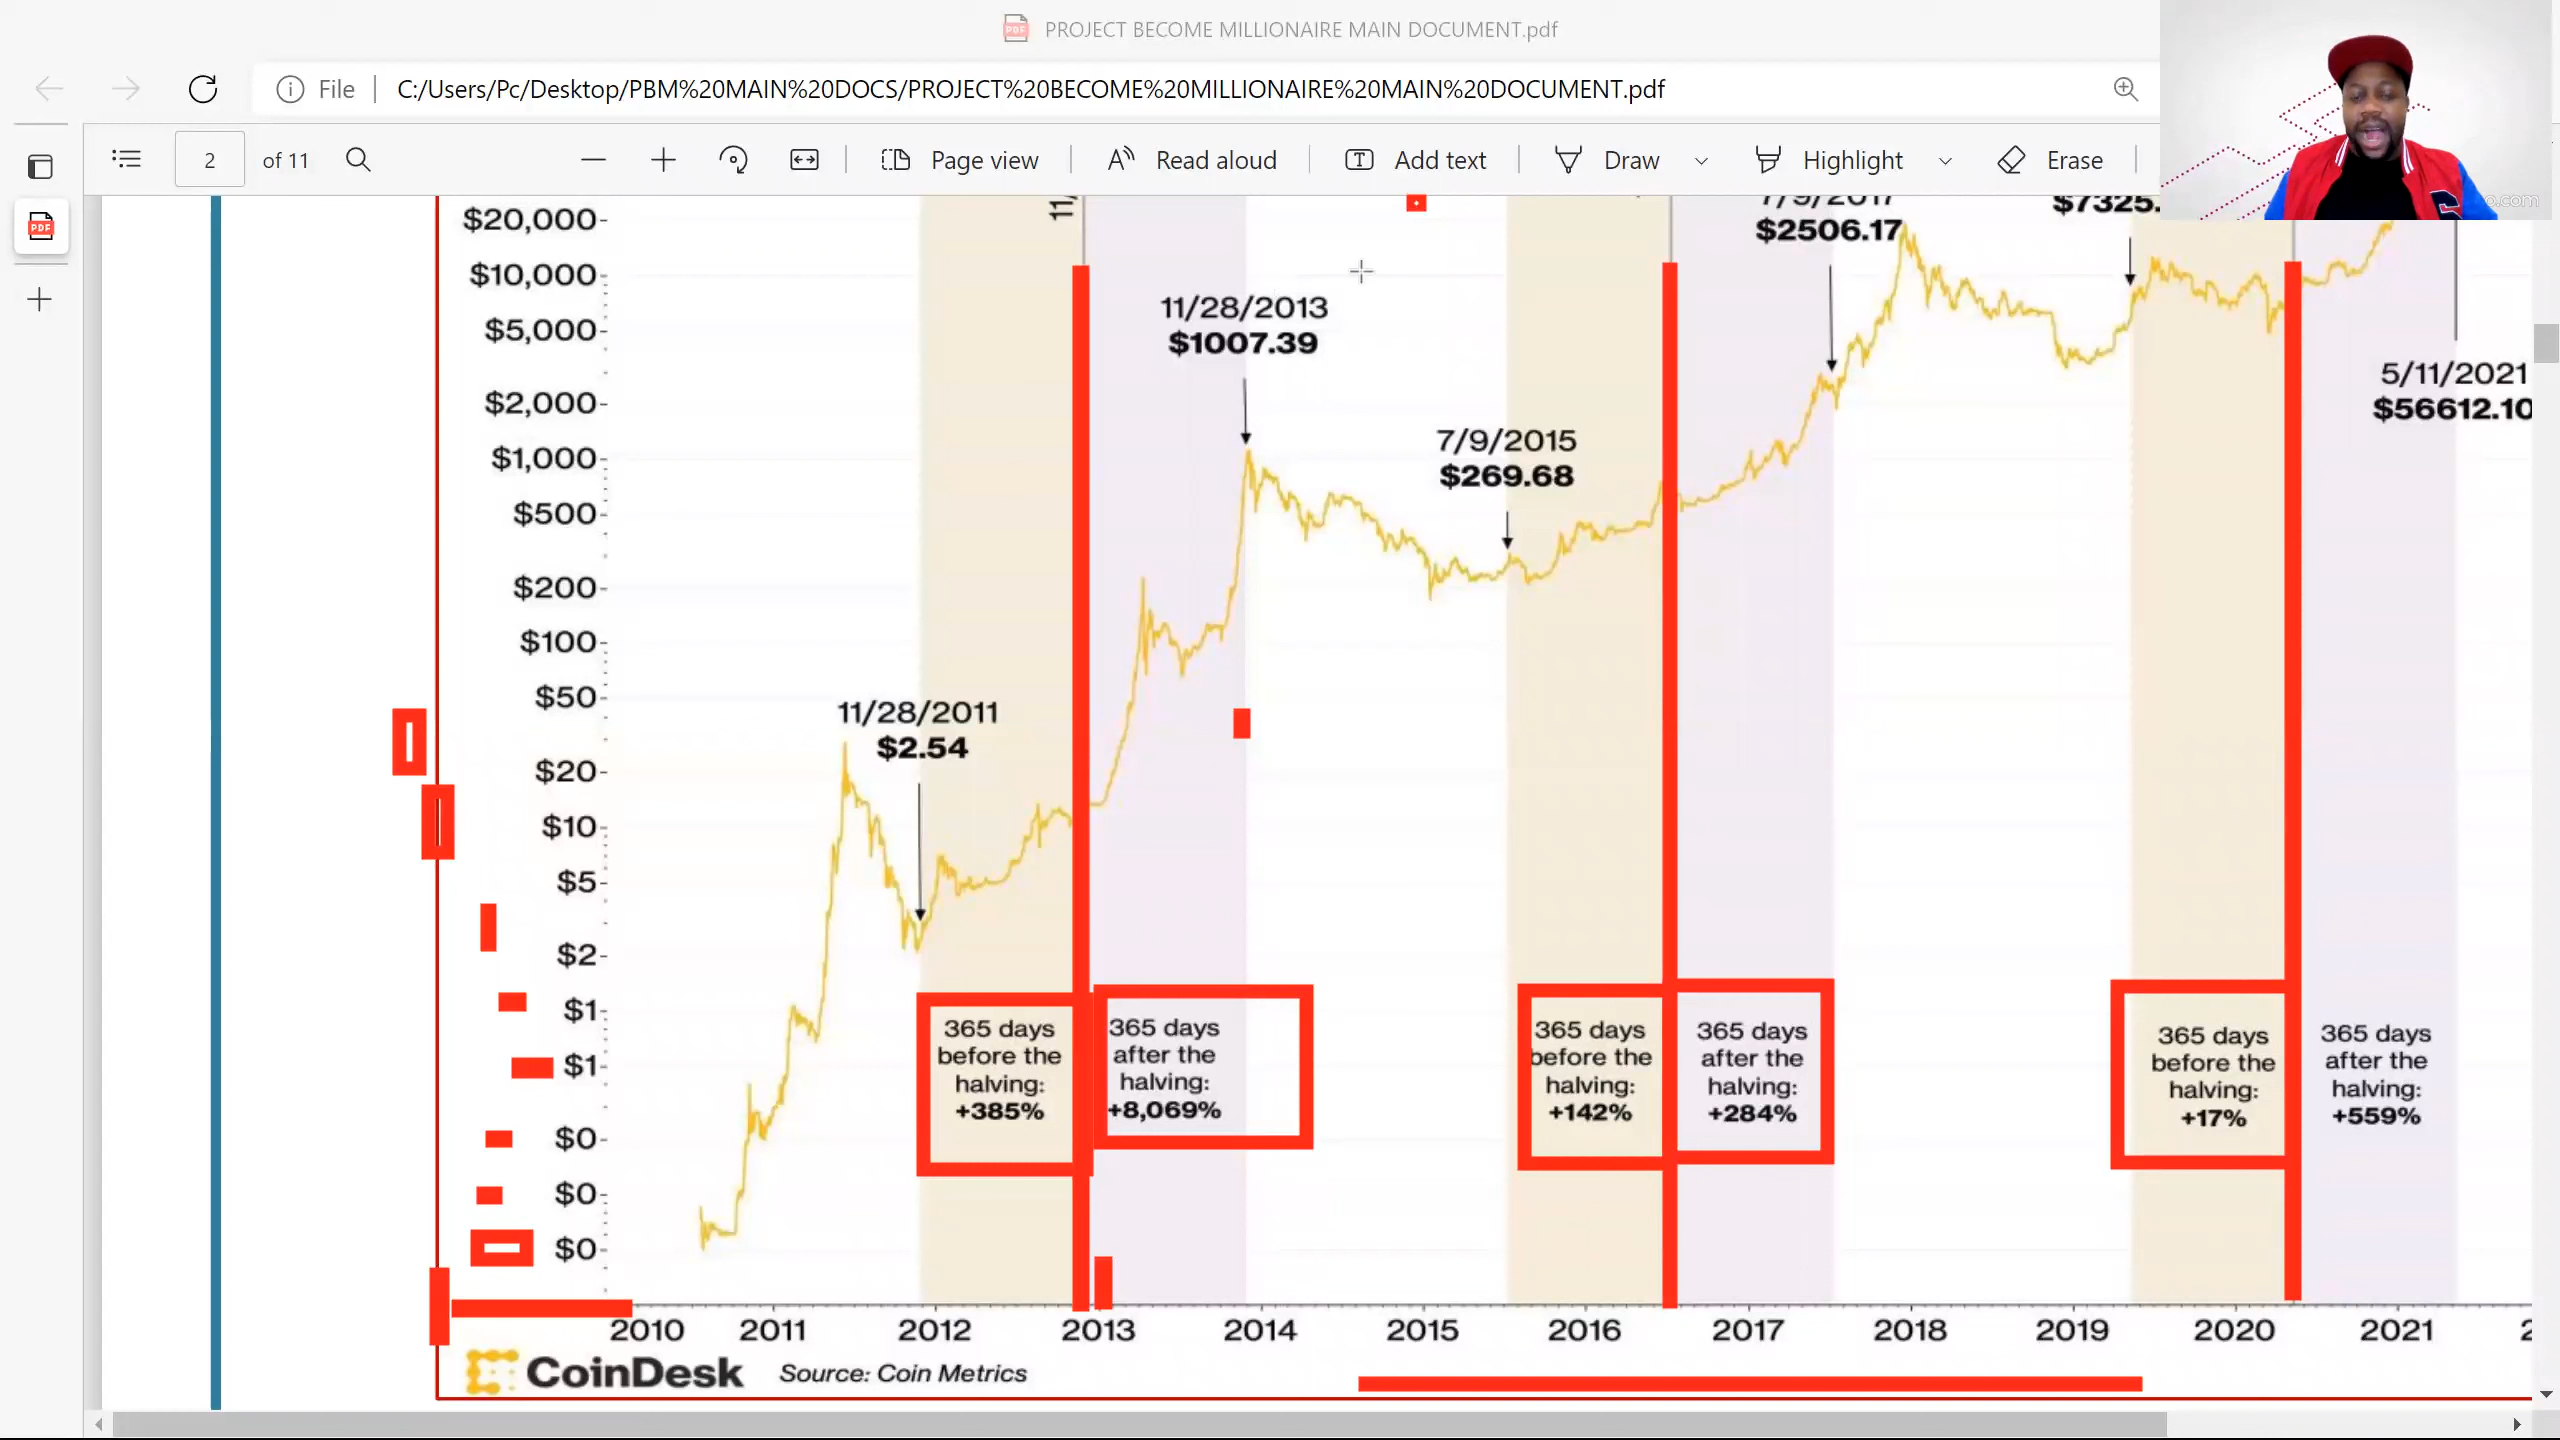 PROJECT BECOME MILLIONAIRE MAIN DOCUMENT.pdf
File C:/Users/Pc/Desktop/PBM%20MAIN%20DOCS/PROJECT%20BECOME%20MILLIONAIRE%20MAIN%20DOCUMENT.pdf
2 of 11 Page view Read aloud Add text Draw Highlight Erase
$20,000
$10,000
$5,000
$2,000
$1,000
$500
$200
$100
$50
$20
$10
$5
$2
$1
$1
$0
$0
$0
11/28/2011
$2.54
11/28/2013
$1007.39
7/9/2015
$269.68
7/9/2017
$2506.17
$7325.
5/11/2021
$56612.10
365 days
before the
halving:
+385%
365 days
after the
halving:
+8,069%
365 days
before the
halving:
+142%
365 days
after the
halving:
+284%
365 days
before the
halving:
+17%
365 days
after the
halving:
+559%
2010 2011 2012 2013 2014 2015 2016 2017 2018 2019 2020 2021
CoinDesk Source: Coin Metrics